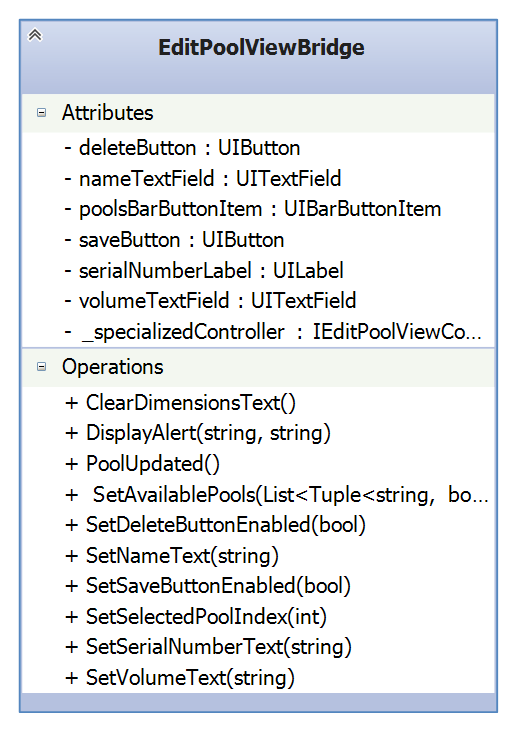 EditPoolViewBridge
Attributes
- deleteButton : UIButton
- nameTextField : UITextField
- poolsBarButtonItem : UIBarButtonItem
- saveButton : UIButton
- serialNumberLabel : UILabel
- volumeTextField : UITextField
- _specializedController : IEditPoolViewCo...
Operations
+ ClearDimensionsText()
+ DisplayAlert(string, string)
+ PoolUpdated()
+ SetAvailablePools(List<Tuple<string, bo...
+ SetDeleteButtonEnabled(bool)
+ SetNameText(string)
+ SetSaveButtonEnabled(bool)
+ SetSelectedPoolIndex(int)
+ SetSerialNumberText(string)
+ SetVolumeText(string)